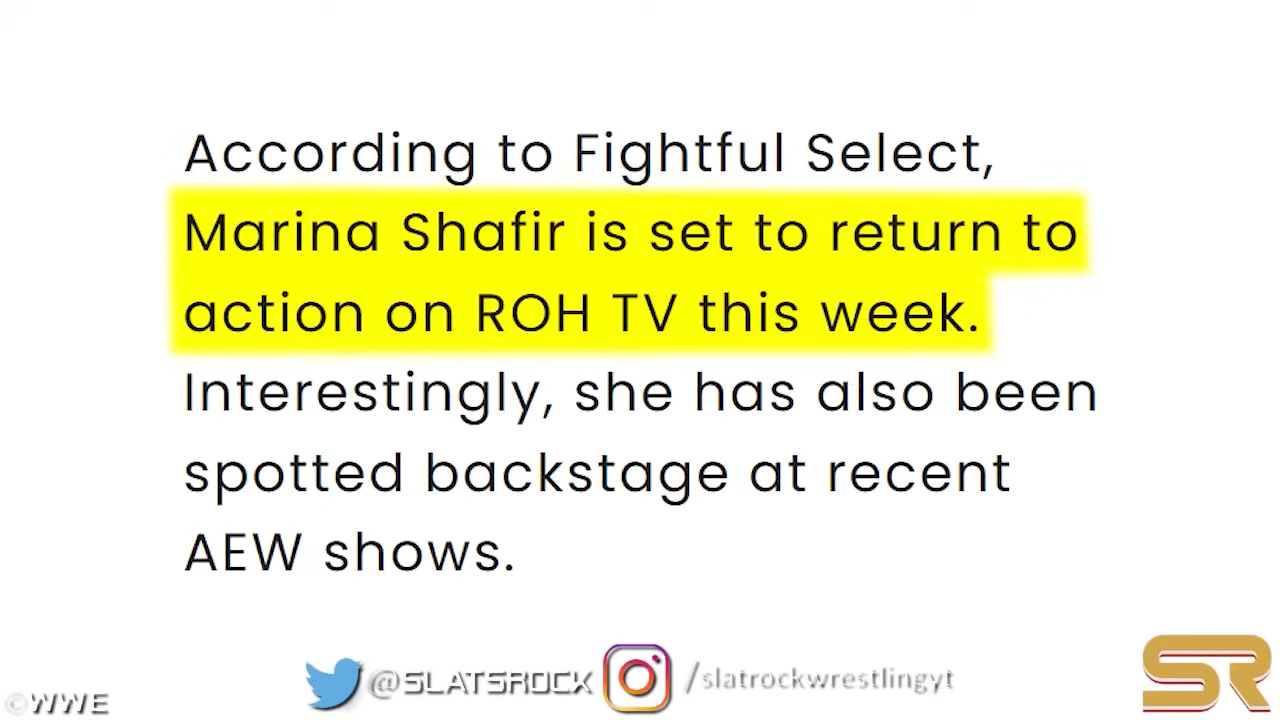 According to Fightful Select,
Marina Shafir is set to return to
action on ROH TV this week.
Interestingly, she has also been
spotted backstage at recent
AEW shows.
©WWE
@SLATSROCK
/slatrockwrestlingyt
SR